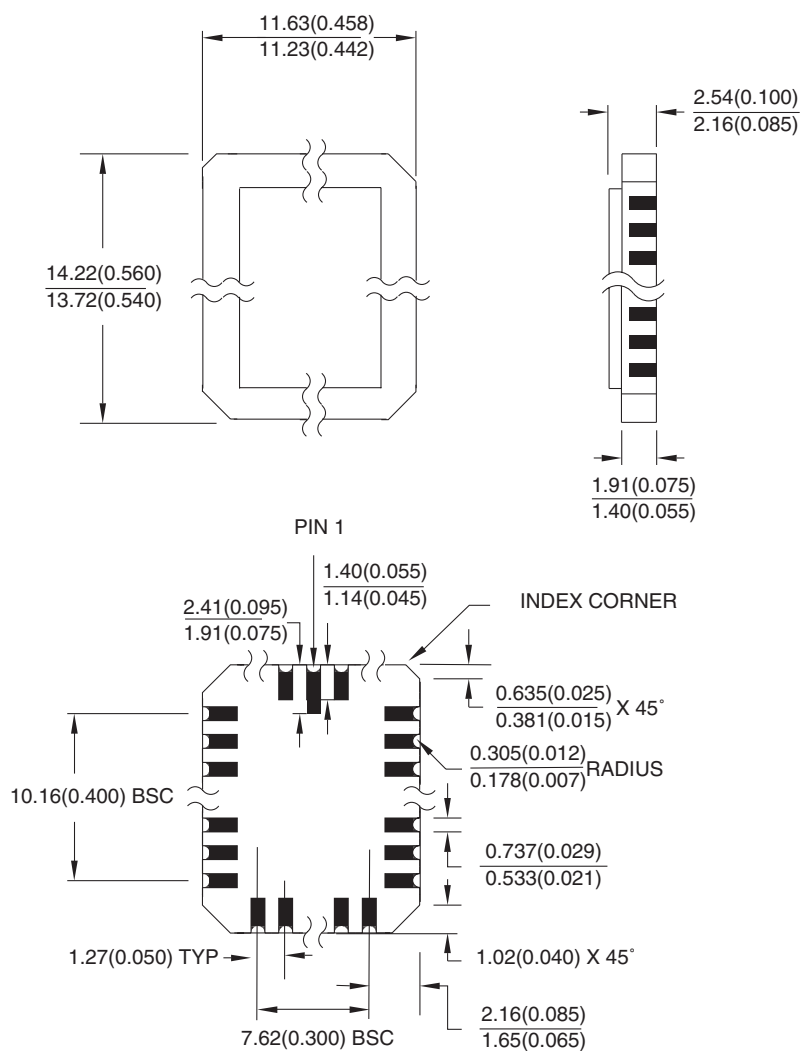 11.63(0.458)
11.23(0.442)
2.54(0.100)
2.16(0.085)
14.22(0.560)
13.72(0.540)
1.91(0.075)
1.40(0.055)
PIN 1
1.40(0.055)
1.14(0.045)
2.41(0.095)
1.91(0.075)
INDEX CORNER
0.635(0.025)
0.381(0.015)
X 45°
0.305(0.012)
0.178(0.007)
RADIUS
10.16(0.400) BSC
0.737(0.029)
0.533(0.021)
1.27(0.050) TYP
1.02(0.040) X 45°
7.62(0.300) BSC
2.16(0.085)
1.65(0.065)